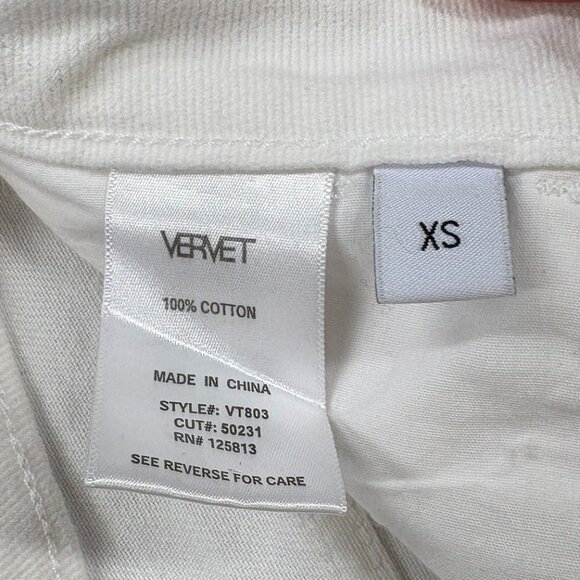 VERVET
XS
100% COTTON
MADE IN CHINA
STYLE#: VT803
CUT#: 50231
RN# 125813
SEE REVERSE FOR CARE